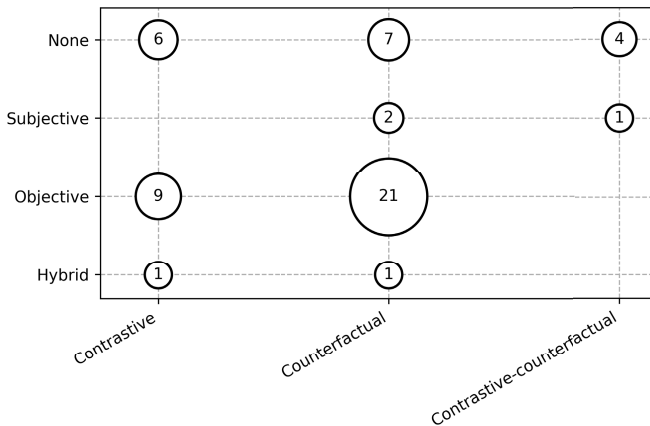 None 6 7 4
Subjective 2 1
Objective 9 21
Hybrid 1 1
Contrastive Counterfactual Contrastive-counterfactual